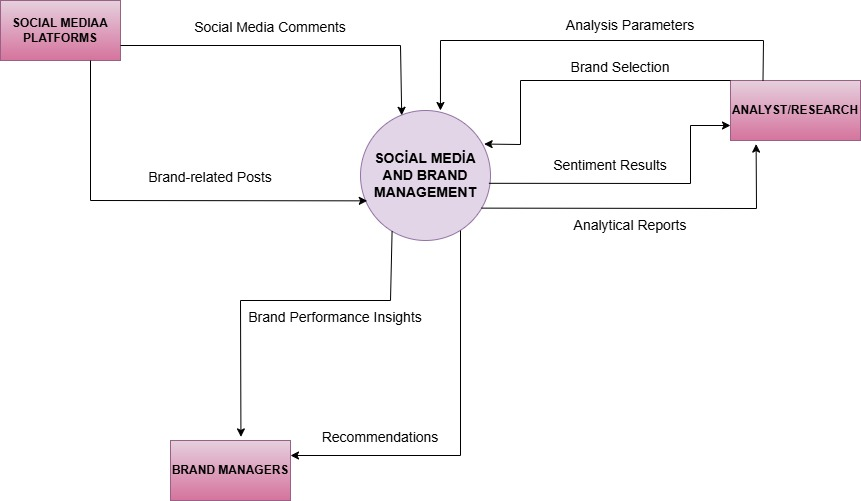 SOCIAL MEDIAA
PLATFORMS
Social Media Comments
Analysis Parameters
Brand Selection
ANALYST/RESEARCH
SOCİAL MEDİA
AND BRAND
MANAGEMENT
Sentiment Results
Brand-related Posts
Analytical Reports
Brand Performance Insights
Recommendations
BRAND MANAGERS